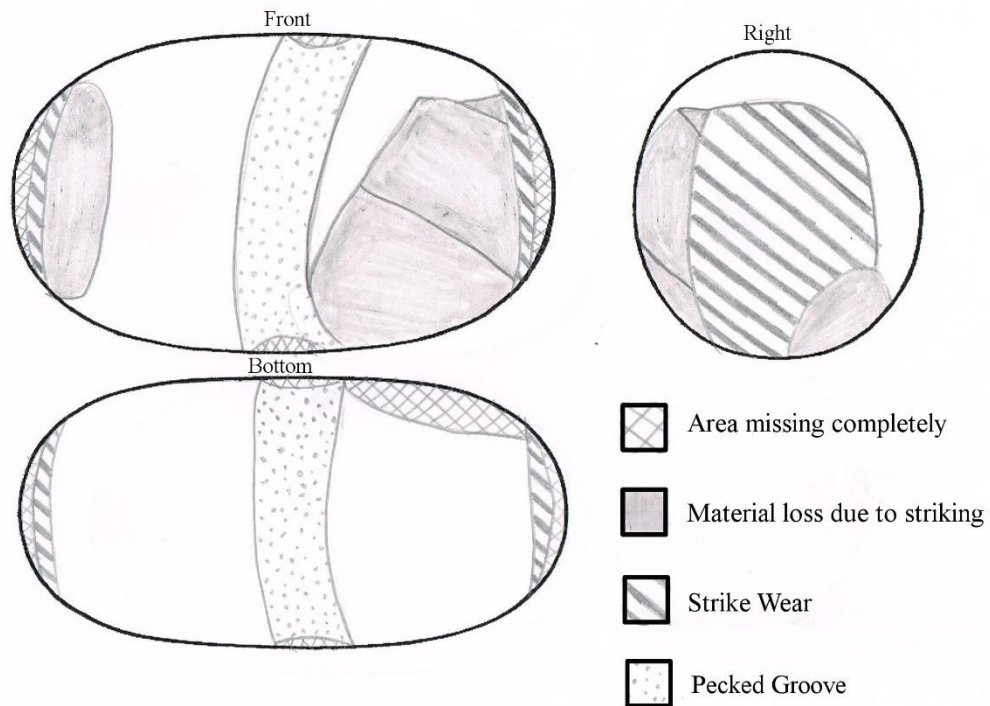 Front
Right
Bottom
Area missing completely
Material loss due to striking
Strike Wear
Pecked Groove